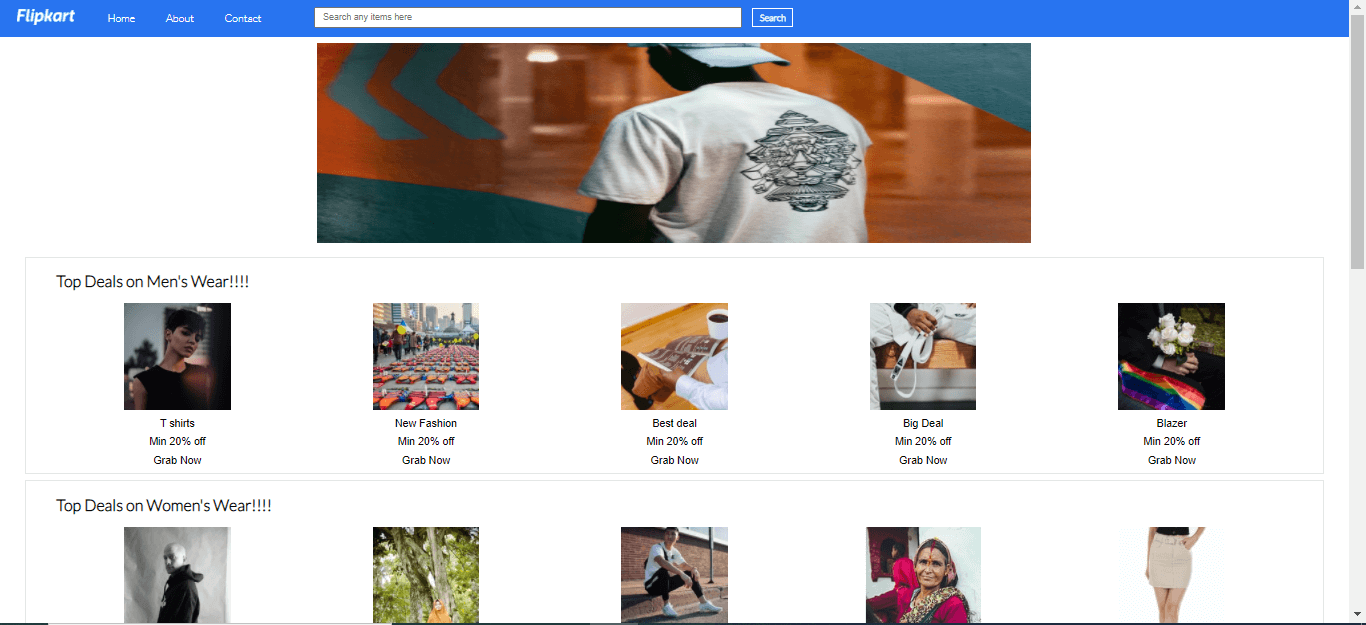 Flipkart Home About Contact Search any items here Search
Top Deals on Men's Wear!!!!
T shirts New Fashion Best deal Big Deal Blazer
Min 20% off Min 20% off Min 20% off Min 20% off Min 20% off
Grab Now Grab Now Grab Now Grab Now Grab Now
Top Deals on Women's Wear!!!!